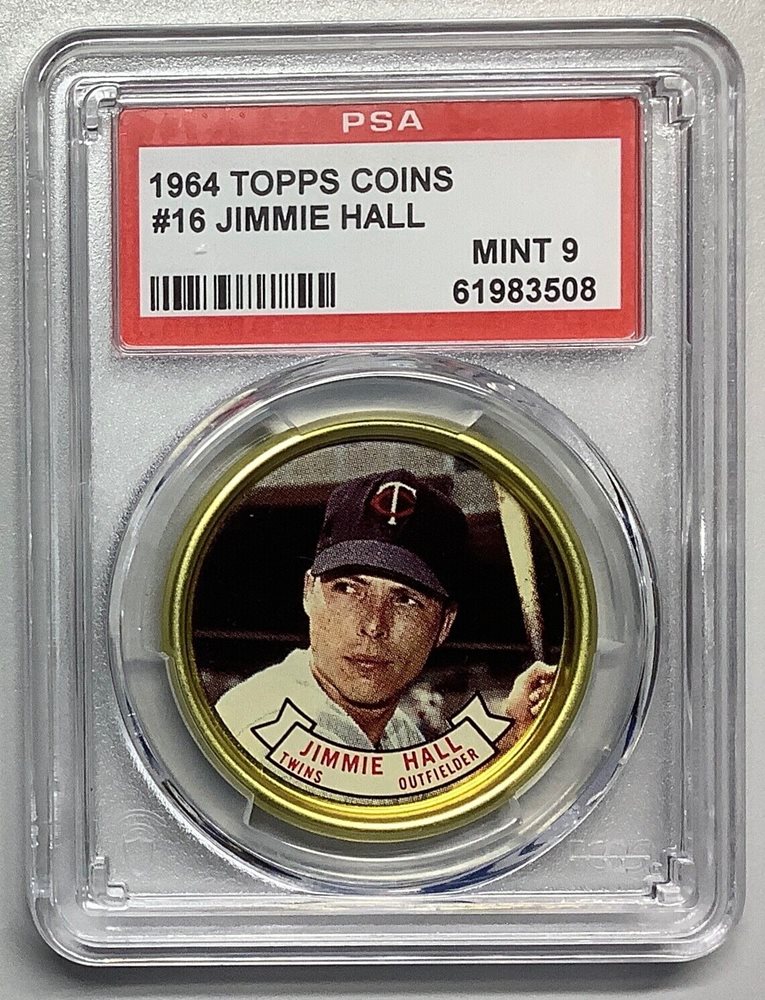 PSA
1964 TOPPS COINS
#16 JIMMIE HALL
MINT 9
61983508
T C
JIMMIE HALL
TWINS OUTFIELDER